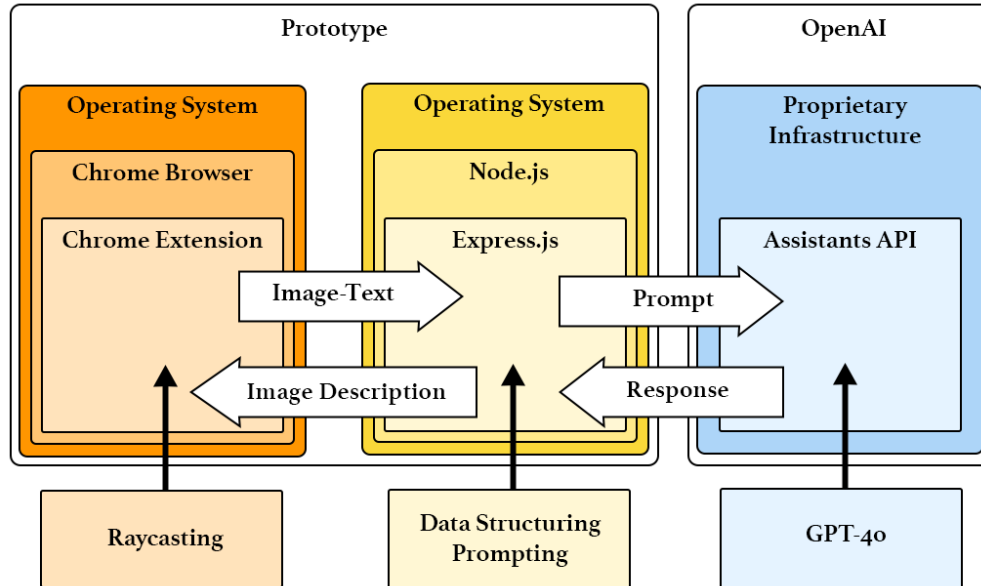 Prototype
OpenAI
Operating System
Operating System
Proprietary
Infrastructure
Chrome Browser
Node.js
Chrome Extension
Express.js
Assistants API
Image-Text
Prompt
Image Description
Response
Raycasting
Data Structuring
Prompting
GPT-4o